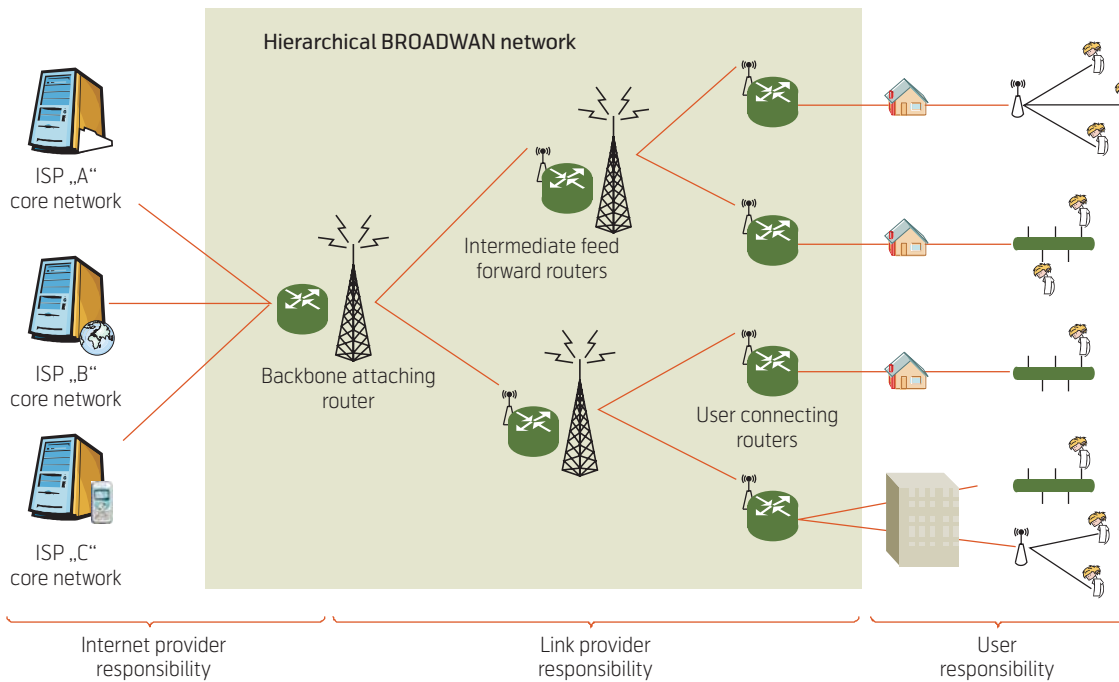 Hierarchical BROADWAN network
ISP „A“
core network
ISP „B“
core network
ISP „C“
core network
Backbone attaching
router
Intermediate feed
forward routers
User connecting
routers
Internet provider
responsibility
Link provider
responsibility
User
responsibility